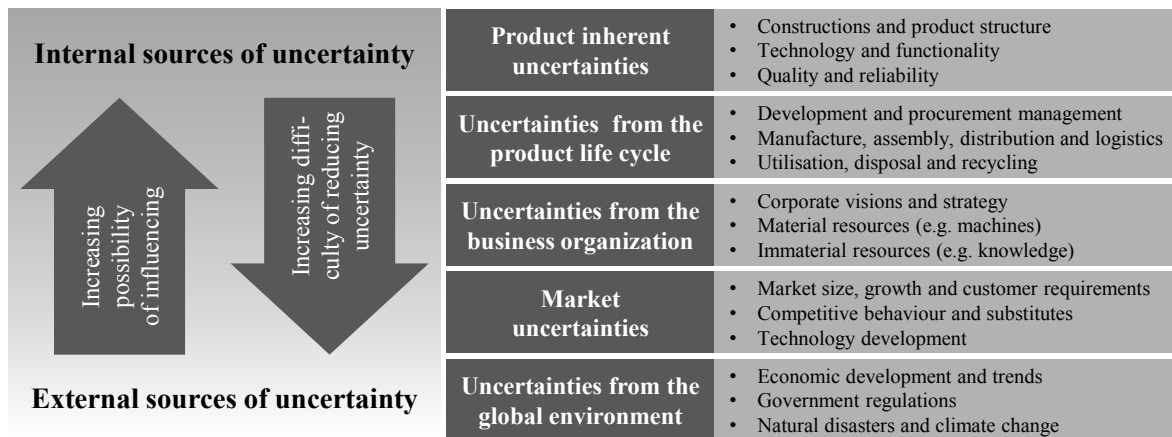 Internal sources of uncertainty
Increasing
possibility
of influencing
Increasing diffi-
culty of reducing
uncertainty
External sources of uncertainty
Product inherent
uncertainties
• Constructions and product structure
• Technology and functionality
• Quality and reliability
Uncertainties from the
product life cycle
• Development and procurement management
• Manufacture, assembly, distribution and logistics
• Utilisation, disposal and recycling
Uncertainties from the
business organization
• Corporate visions and strategy
• Material resources (e.g. machines)
• Immaterial resources (e.g. knowledge)
Market
uncertainties
• Market size, growth and customer requirements
• Competitive behaviour and substitutes
• Technology development
Uncertainties from the
global environment
• Economic development and trends
• Government regulations
• Natural disasters and climate change